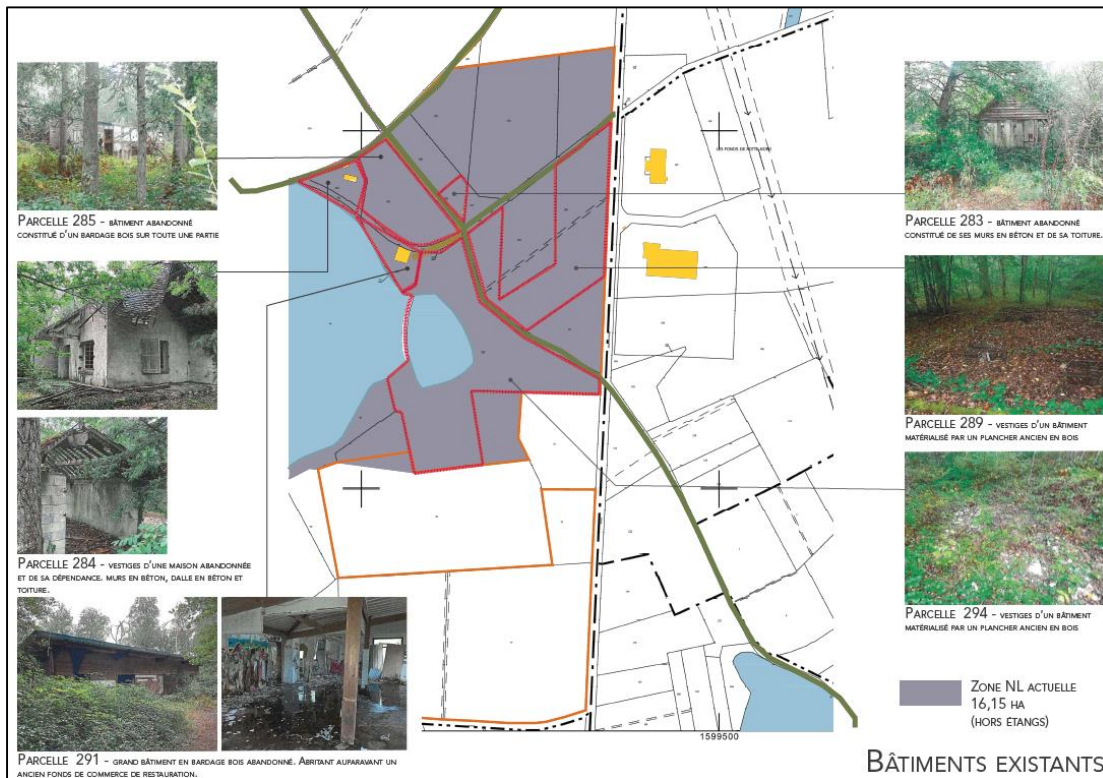 PARCELLE 285 - BÂTIMENT ABANDONNÉ
CONSTITUÉ D'UN BARDAGE BOIS SUR TOUTE UNE PARTIE
PARCELLE 284 - VESTIGES D'UNE MAISON ABANDONNÉE
ET DE SA DÉPENDANCE. MURS EN BÉTON, DALLE EN BÉTON ET
TOITURE.
PARCELLE 291 - GRAND BÂTIMENT EN BARDAGE BOIS ABANDONNÉ. ABRITANT AUPARAVANT UN
ANCIEN FONDS DE COMMERCE DE RESTAURATION.
PARCELLE 283 - BÂTIMENT ABANDONNÉ
CONSTITUÉ DE SES MURS EN BÉTON ET DE SA TOITURE.
PARCELLE 289 - VESTIGES D'UN BÂTIMENT
MATÉRIALISÉ PAR UN PLANCHER ANCIEN EN BOIS
PARCELLE 294 - VESTIGES D'UN BÂTIMENT
MATÉRIALISÉ PAR UN PLANCHER ANCIEN EN BOIS
ZONE NL ACTUELLE
16,15 HA
(HORS ÉTANGS)
1599500
BÂTIMENTS EXISTANTS